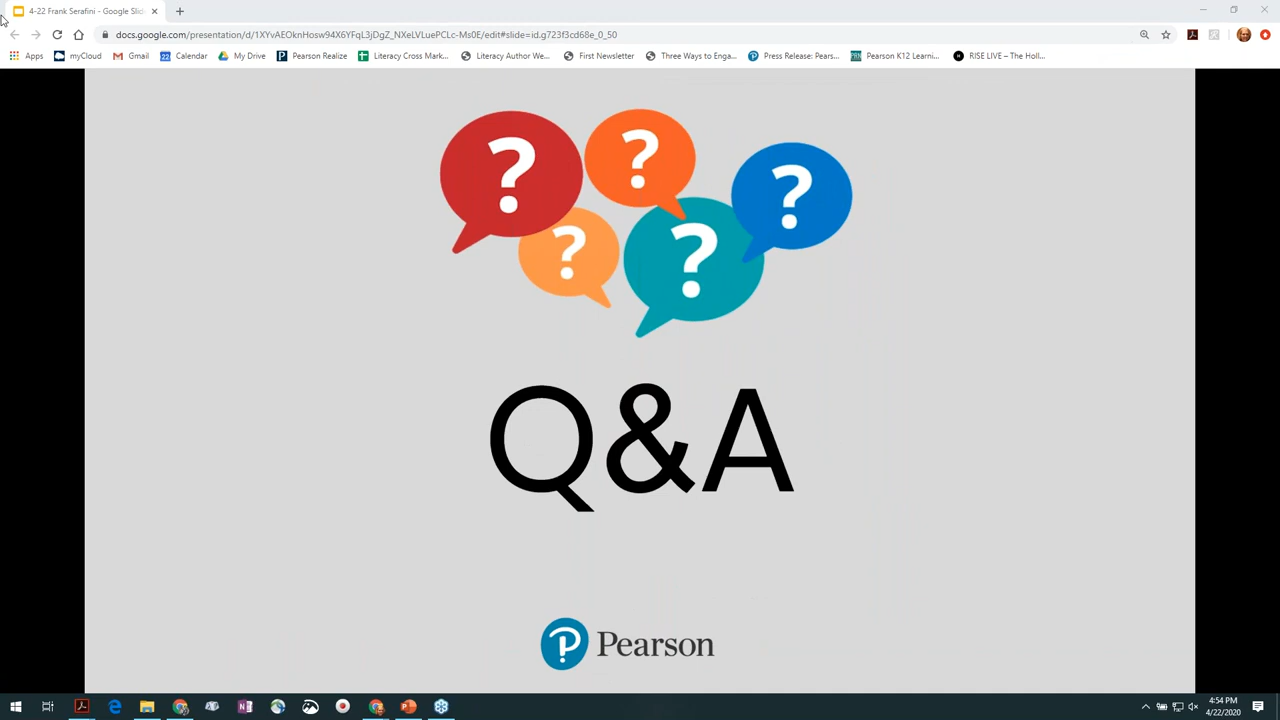 4-22 Frank Serafini - Google Slid
docs.google.com/presentation/d/1XYvAEOknHosw94X6YFqL3jDgZ_NXeLVLuePCLc-Ms0E/edit#slide=id.g723f3cd68e_0_50
Apps myCloud Gmail 22 Calendar My Drive Pearson Realize Literacy Cross Mark... Literacy Author We... First Newsletter Three Ways to Enga... Press Release: Pears... Pearson K12 Learni... RISE LIVE – The Holl...
? ? ? ? ?
Q&A
Pearson
4:54 PM
4/22/2020